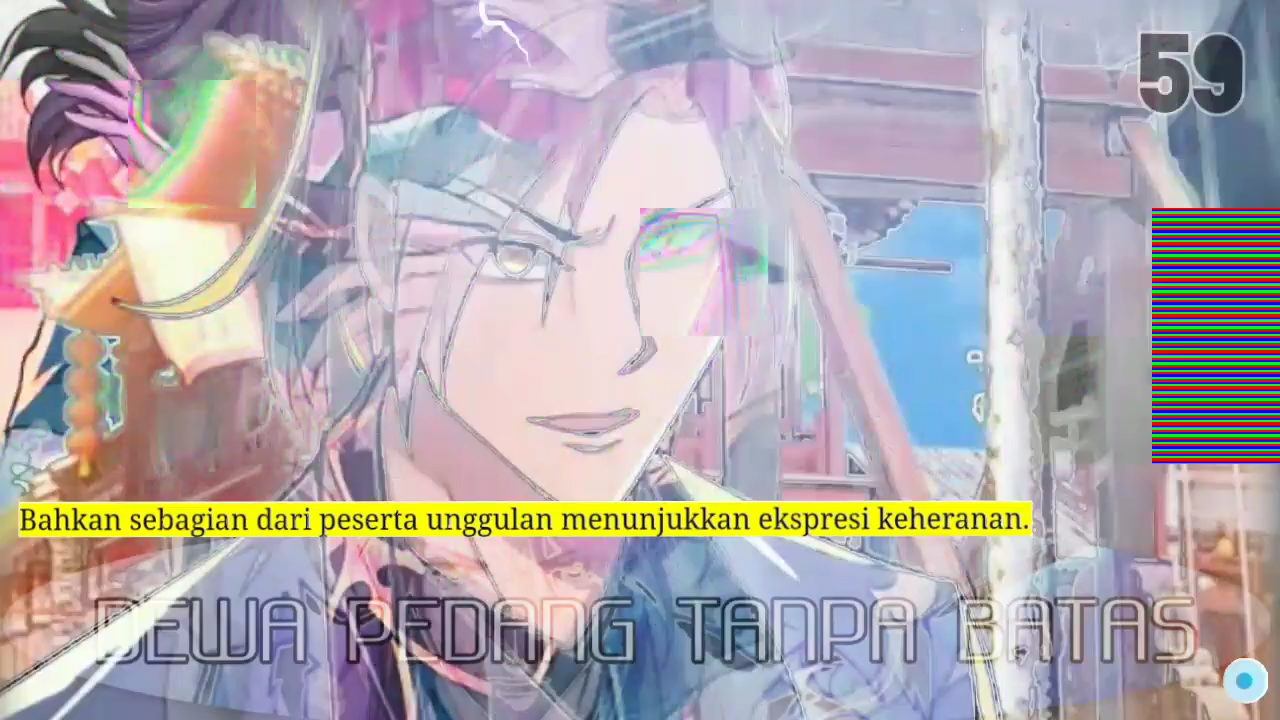 59
Bahkan sebagian dari peserta unggulan menunjukkan ekspresi keheranan.
DEWA PEDANG TANPA BATAS